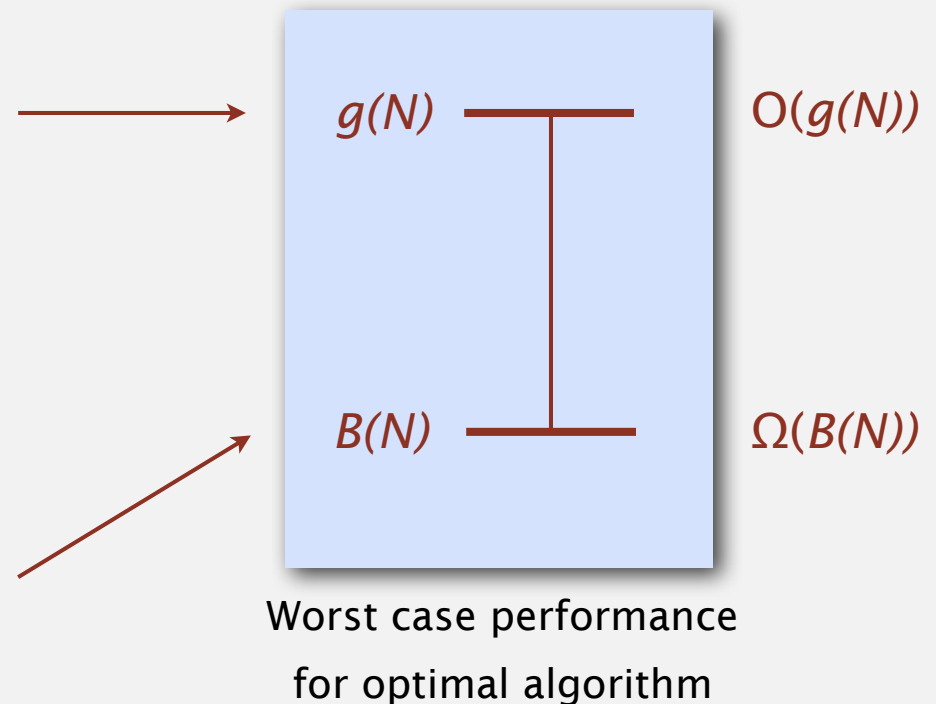 g(N) O(g(N))
B(N) Ω(B(N))
Worst case performance
for optimal algorithm